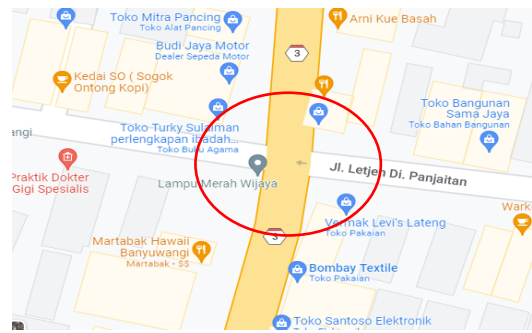 Toko Mitra Pancing
Toko Alat Pancing
Arni Kue Basah
Budi Jaya Motor
Dealer Sepeda Motor
3
Kedai SO ( Sogok
Ontong Kopi)
Toko Bangunan
Sama Jaya
Toko Bahan Bangunan
angi
Toko Turky Sulaiman
perlengkapan ibadah...
Toko Buku Agama
Jl. Letjen Di. Panjaitan
Praktik Dokter
Gigi Spesialis
Lampu Merah Wijaya
Vermak Levi's Lateng
Toko Pakaian
Wark
3
Martabak Hawaii
Banyuwangi
Martabak - $$
Bombay Textile
Toko Pakaian
Toko Santoso Elektronik